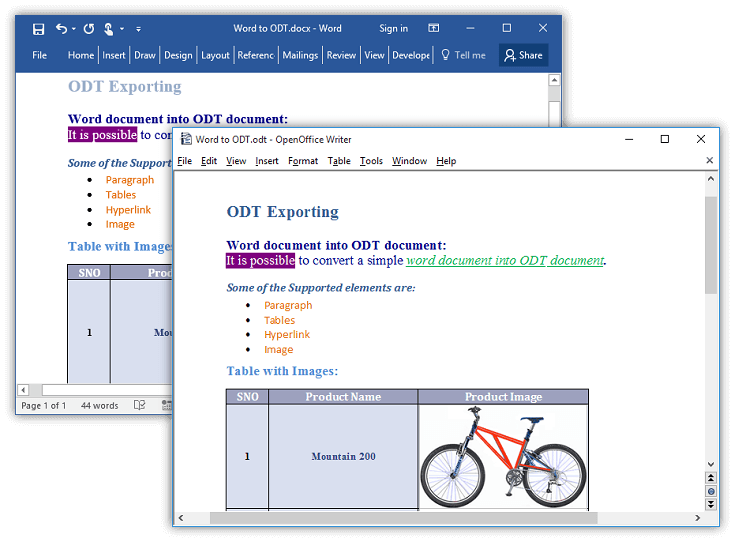 Word to ODT.docx - Word
Sign in
File Home Insert Draw Design Layout Referenc Mailings Review View Develope Tell me Share
ODT Exporting
Word document into ODT document:
It is possible to con
Some of the Support
Paragraph
Tables
Hyperlink
Image
Table with Images
SNO Prod
1 Mou
Page 1 of 1 44 words
Word to ODT.odt - OpenOffice Writer
File Edit View Insert Format Table Tools Window Help
ODT Exporting
Word document into ODT document:
It is possible to convert a simple word document into ODT document.
Some of the Supported elements are:
Paragraph
Tables
Hyperlink
Image
Table with Images:
SNO Product Name Product Image
1 Mountain 200